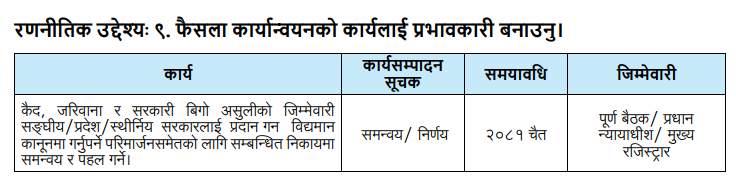 रणनीतिक उद्देश्यः ९. फैसला कार्यान्वयनको कार्यलाई प्रभावकारी बनाउनु।
कार्य
कार्यसम्पादन
सूचक
समयावधि
जिम्मेवारी
कैद, जरिवाना र सरकारी बिगो असुलीको जिम्मेवारी
सङ्घीय/प्रदेश/स्थीर्निय सरकारलाई प्रदान गन विद्यमान
कानूनमा गर्नुपर्ने परिमार्जनसमेतको लागि सम्बन्धित निकायमा
समन्वय र पहल गर्ने।
समन्वय/ निर्णय
२०८१ चैत
पूर्ण बैठक/ प्रधान
न्यायाधीश/ मुख्य
रजिस्ट्रार